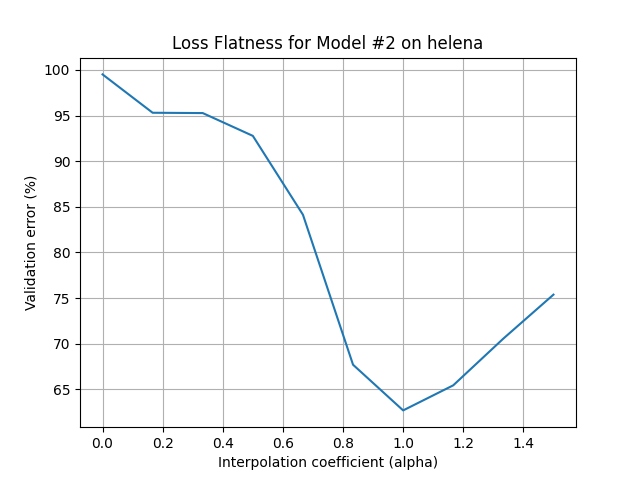 Loss Flatness for Model #2 on helena
100
95
90
85
80
75
70
65
Validation error (%)
0.0 0.2 0.4 0.6 0.8 1.0 1.2 1.4
Interpolation coefficient (alpha)